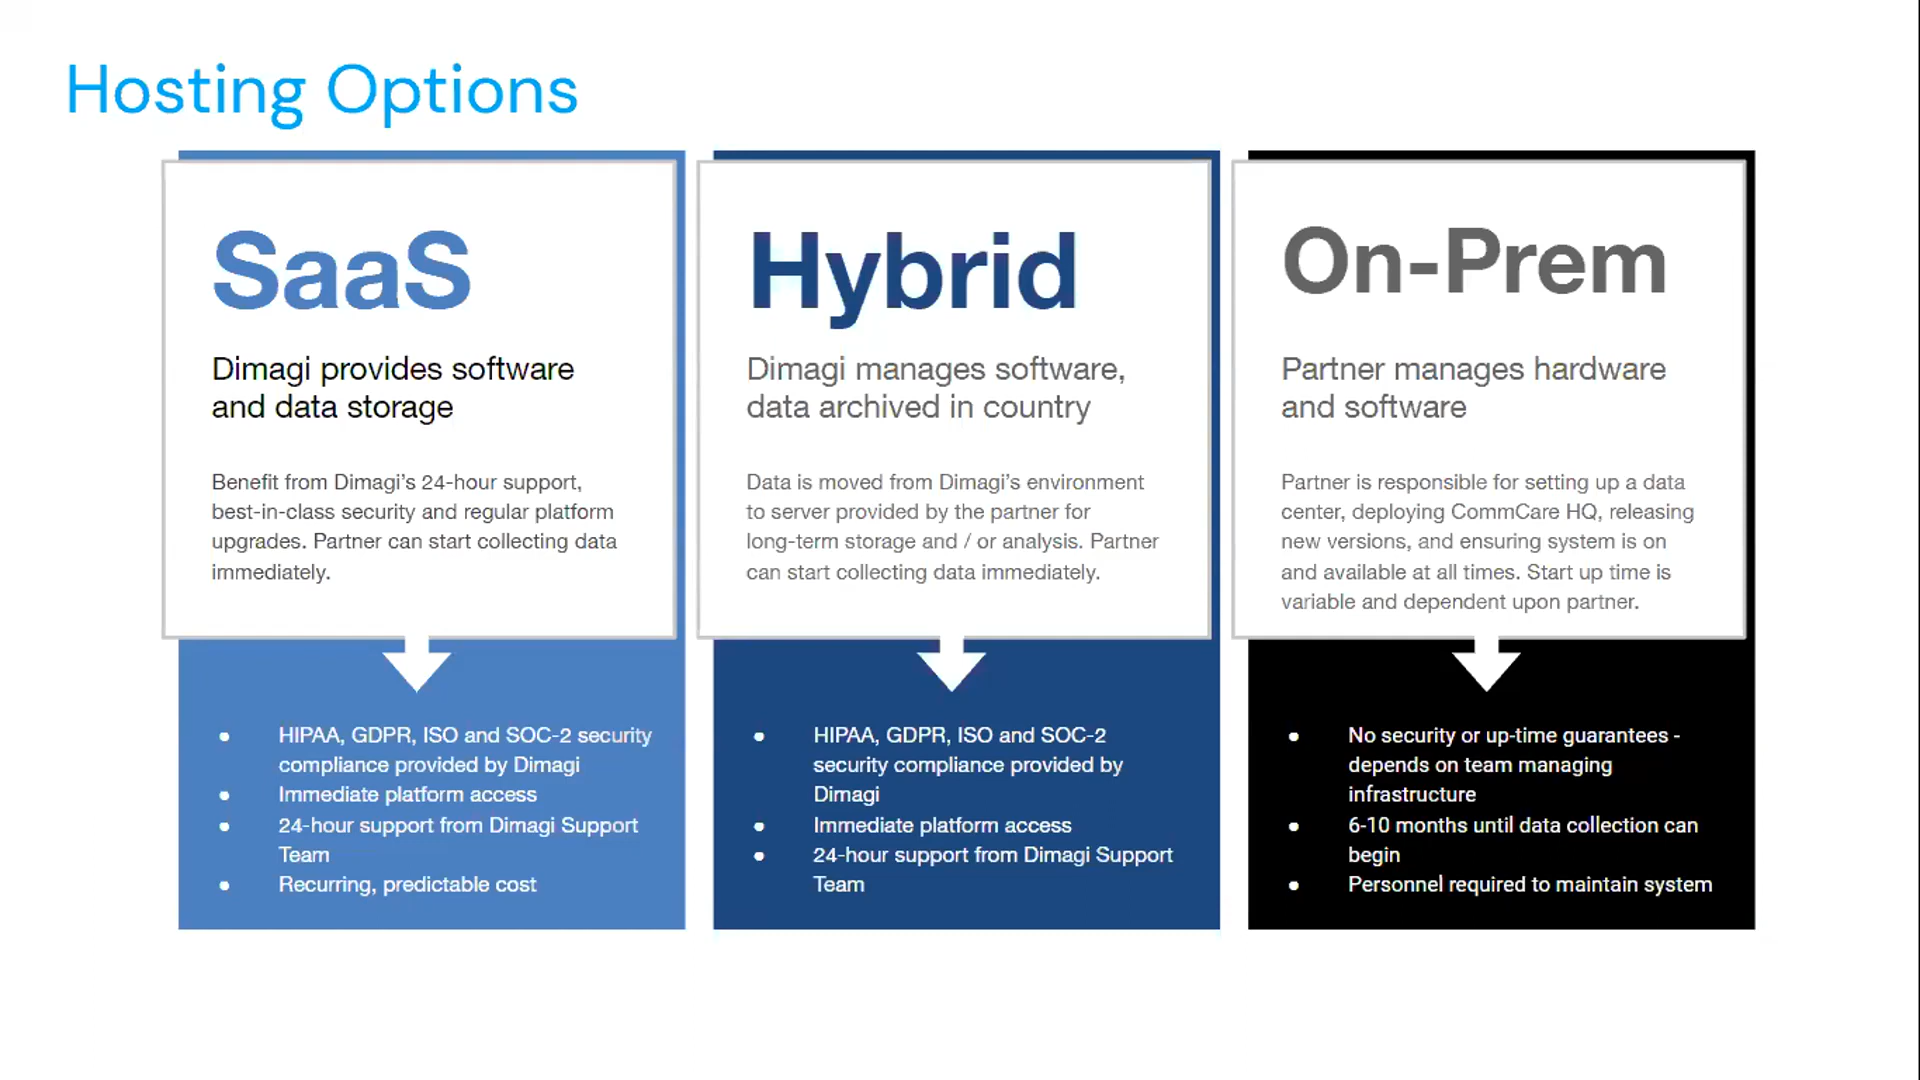 Hosting Options
SaaS
Dimagi provides software
and data storage
Benefit from Dimagi’s 24-hour support,
best-in-class security and regular platform
upgrades. Partner can start collecting data
immediately.
● HIPAA, GDPR, ISO and SOC-2 security
compliance provided by Dimagi
● Immediate platform access
● 24-hour support from Dimagi Support
Team
● Recurring, predictable cost
Hybrid
Dimagi manages software,
data archived in country
Data is moved from Dimagi’s environment
to server provided by the partner for
long-term storage and / or analysis. Partner
can start collecting data immediately.
● HIPAA, GDPR, ISO and SOC-2
security compliance provided by
Dimagi
● Immediate platform access
● 24-hour support from Dimagi Support
Team
On-Prem
Partner manages hardware
and software
Partner is responsible for setting up a data
center, deploying CommCare HQ, releasing
new versions, and ensuring system is on
and available at all times. Start up time is
variable and dependent upon partner.
● No security or up-time guarantees -
depends on team managing
infrastructure
● 6-10 months until data collection can
begin
● Personnel required to maintain system